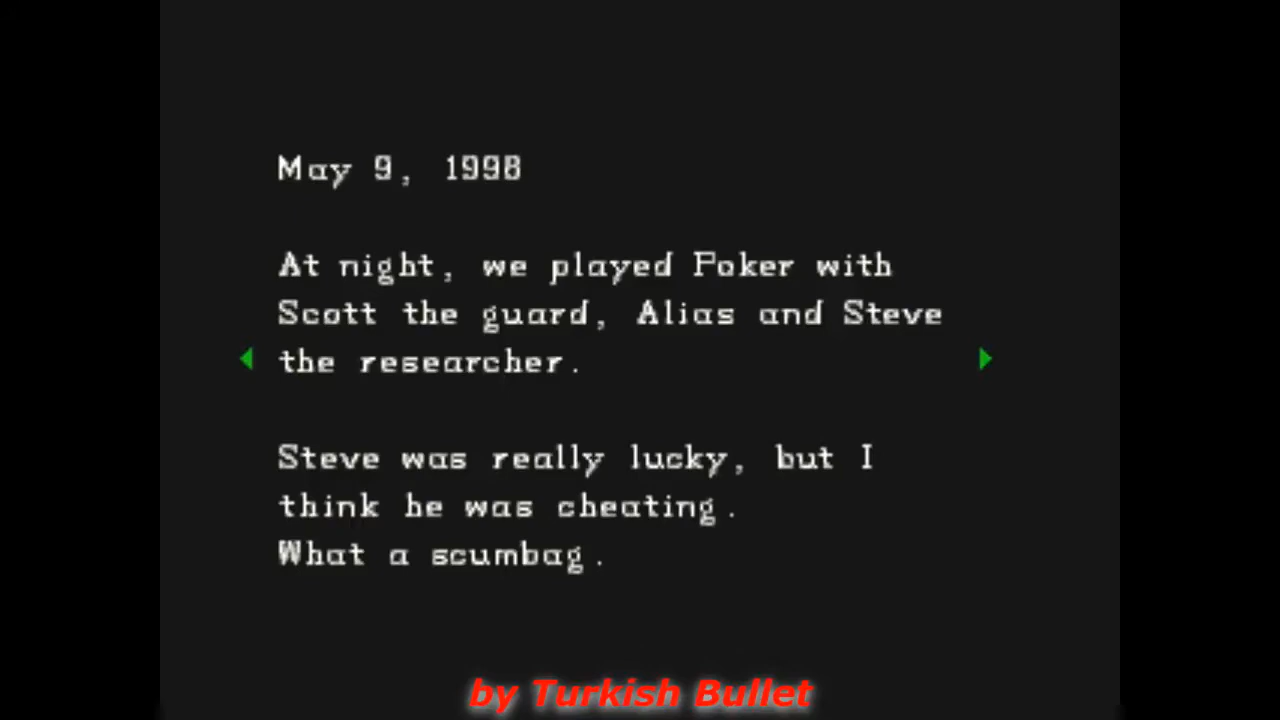 May 9, 1998
At night, we played Poker with
Scott the guard, Alias and Steve
the researcher.
Steve was really lucky, but I
think he was cheating.
What a scumbag.
by Turkish Bullet